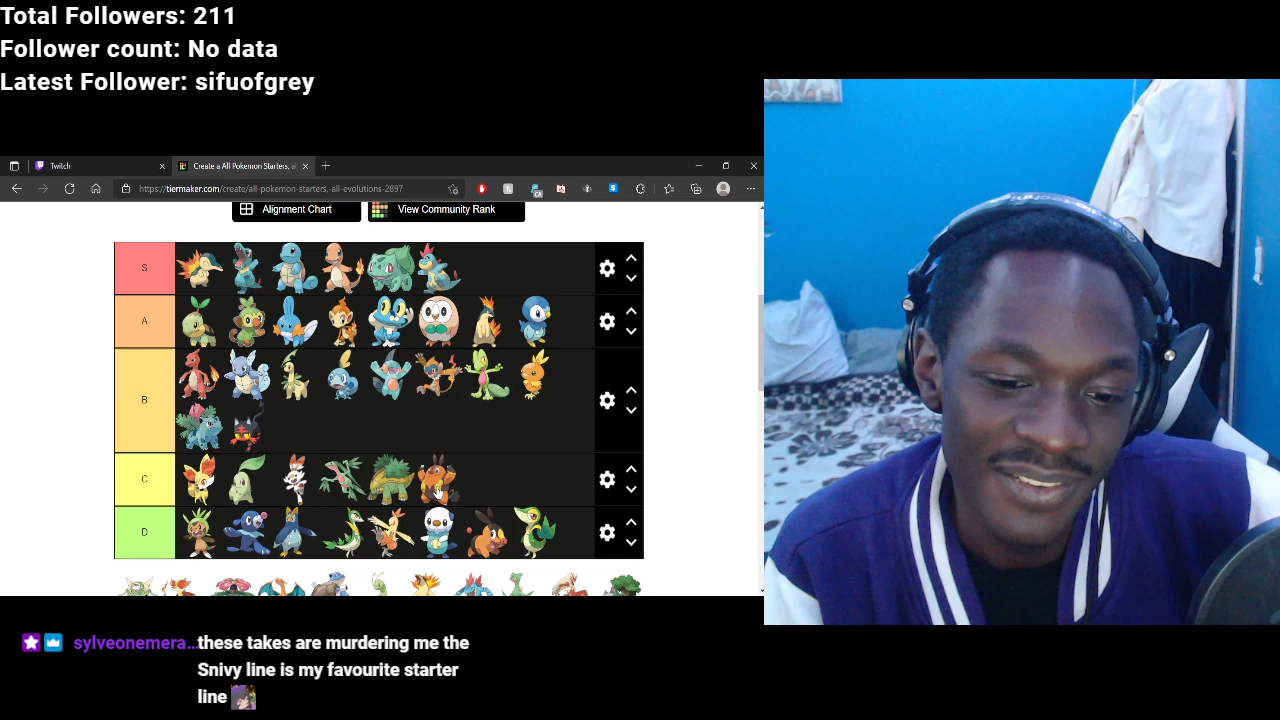 Total Followers: 211
Follower count: No data
Latest Follower: sifuofgrey
Twitch
Create a All Pokemon Starters, a
https://tiermaker.com/create/all-pokemon-starters,-all-evolutions-2897
Alignment Chart
View Community Rank
S
A
B
C
D
sylveonemera... these takes are murdering me the
Snivy line is my favourite starter
line